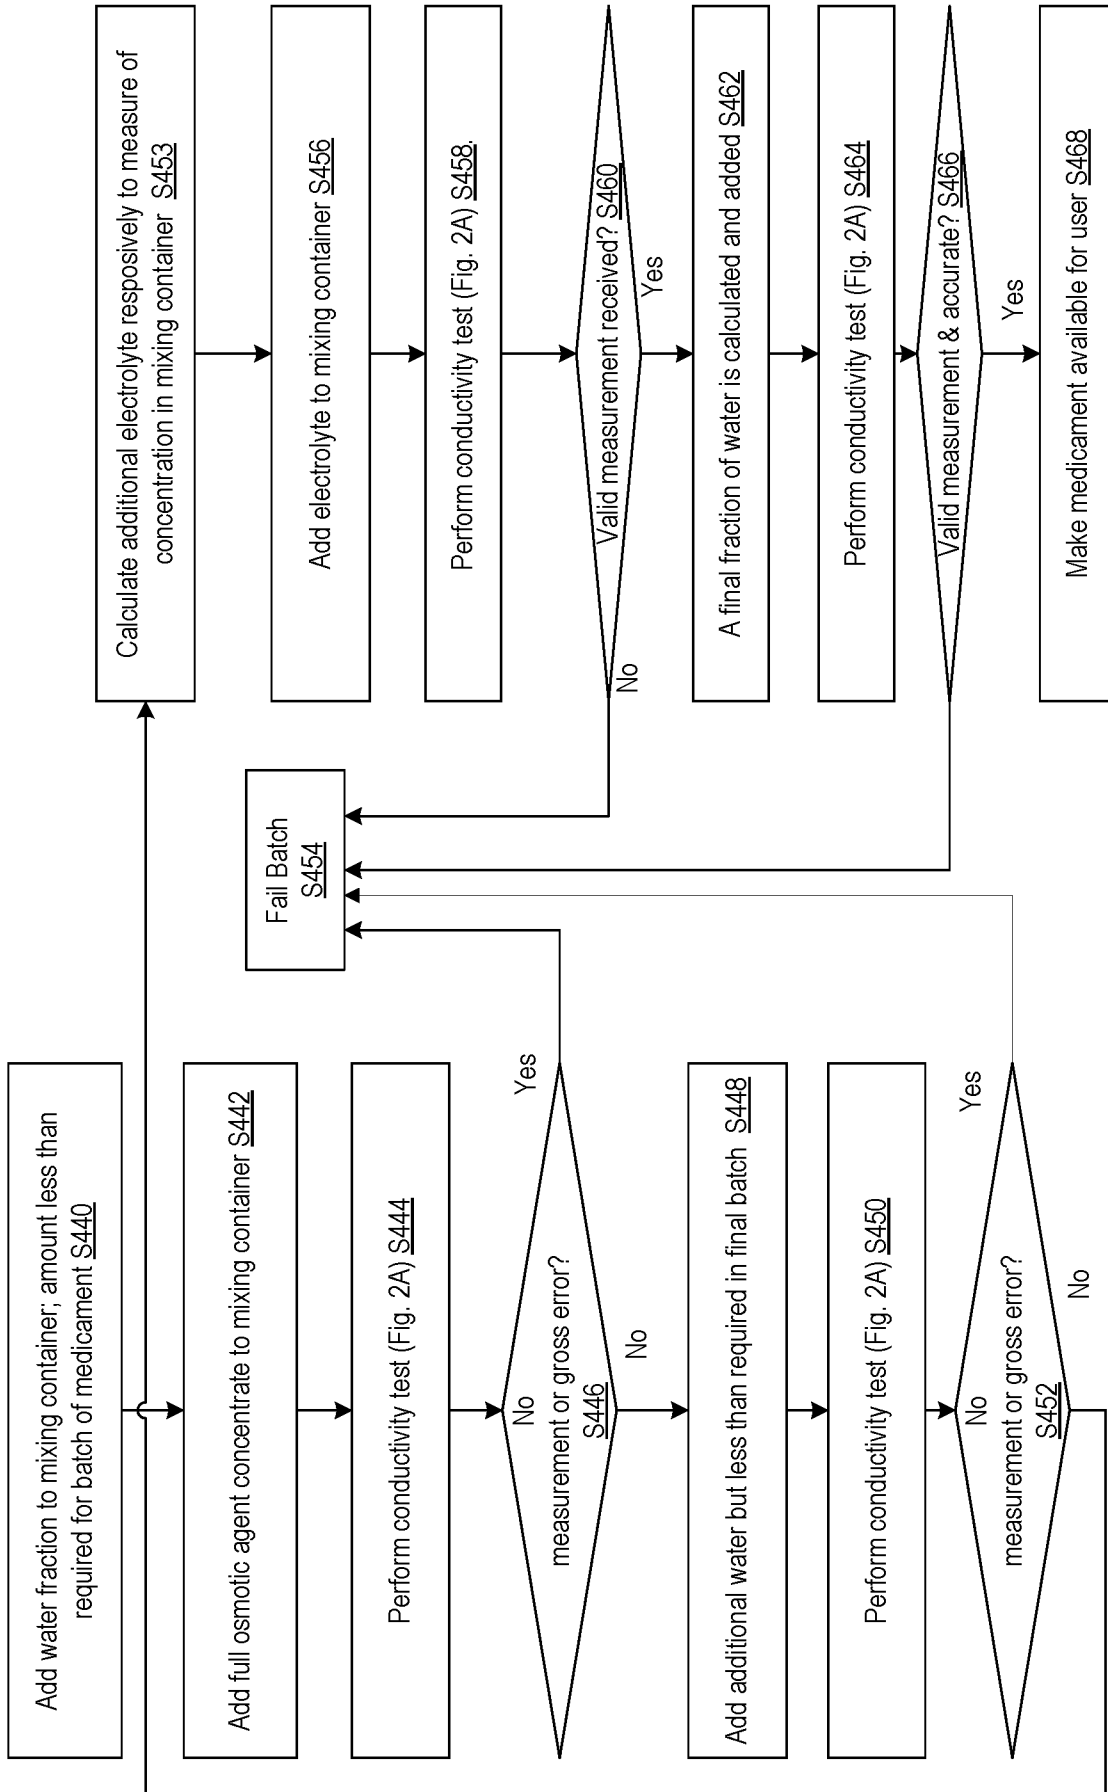 Add water fraction to mixing container; amount less than
required for batch of medicament S440
Add full osmotic agent concentrate to mixing container S442
Perform conductivity test (Fig. 2A) S444
No
measurement or gross error?
S446
Yes
No
Add additional water but less than required in final batch S448
Perform conductivity test (Fig. 2A) S450
No
measurement or gross error?
S452
Yes
No
Fail Batch
S454
Calculate additional electrolyte resposively to measure of
concentration in mixing container S453
Add electrolyte to mixing container S456
Perform conductivity test (Fig. 2A) S458.
Valid measurement received? S460
No
Yes
A final fraction of water is calculated and added S462
Perform conductivity test (Fig. 2A) S464
Valid measurement & accurate? S466
Yes
Make medicament available for user S468